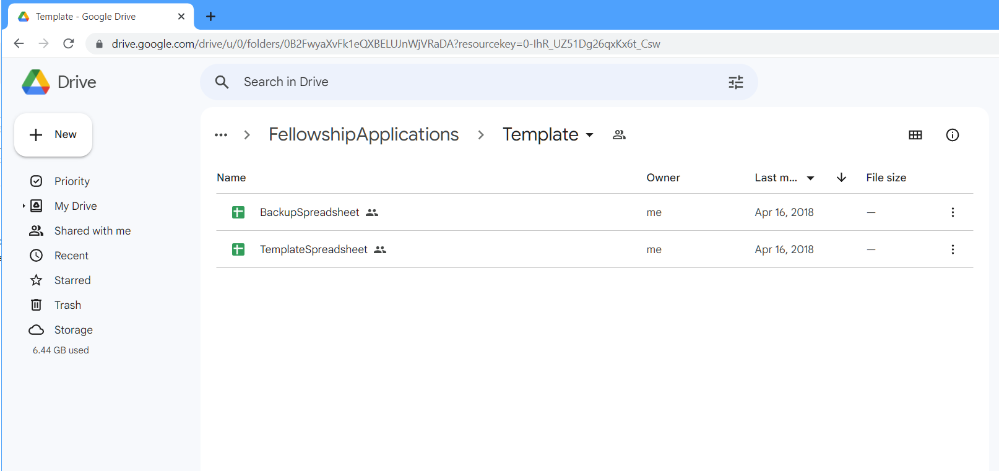 Template - Google Drive
drive.google.com/drive/u/0/folders/0B2FwyaXvFk1eQXBELUJnWjVRaDA?resourcekey=0-IhR_UZ51Dg26qxKx6t_Csw
Drive
Search in Drive
New
FellowshipApplications
Template
Priority
My Drive
Shared with me
Recent
Starred
Trash
Storage
6.44 GB used
Name Owner Last m... File size
BackupSpreadsheet me Apr 16, 2018 —
TemplateSpreadsheet me Apr 16, 2018 —